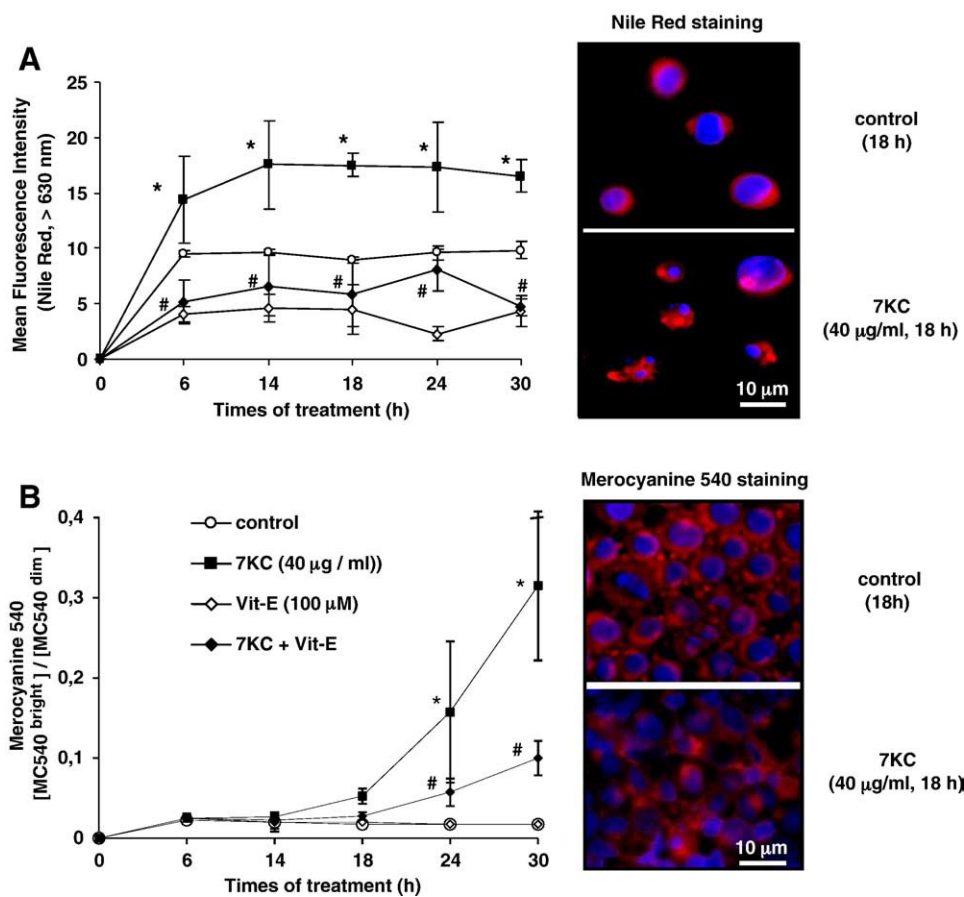 A
Nile Red staining
Mean Fluorescence Intensity
(Nile Red, > 630 nm)
25
20
15
10
5
0
* * * * *
# # # # #
0 6 14 18 24 30
Times of treatment (h)
control
(18 h)
7KC
(40 µg/ml, 18 h)
10 µm
B
Merocyanine 540 staining
Merocyanine 540
[MC540 bright ] / [MC540 dim ]
0,4
0,3
0,2
0,1
0
control
7KC (40 µg / ml))
Vit-E (100 µM)
7KC + Vit-E
* *
# #
0 6 14 18 24 30
Times of treatment (h)
control
(18h)
7KC
(40 µg/ml, 18 h)
10 µm